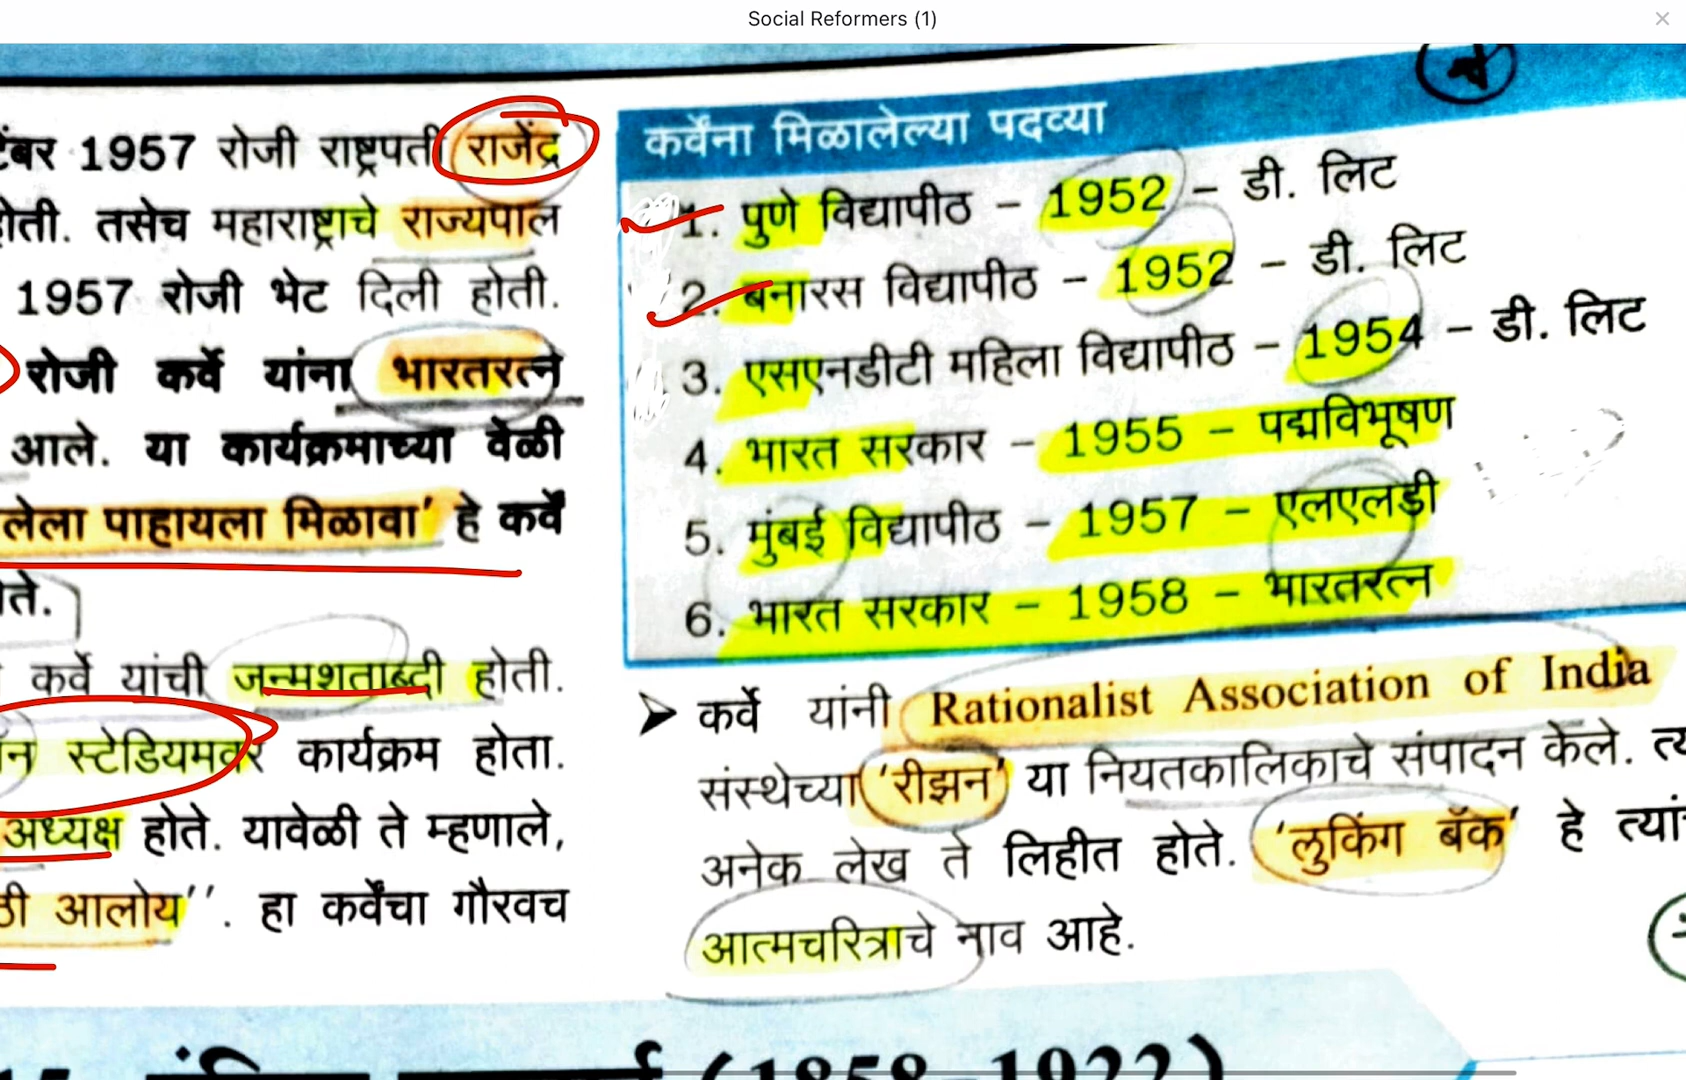 Social Reformers (1)
टेंबर 1957 रोजी राष्ट्रपती राजेंद्र
होती. तसेच महाराष्ट्राचे राज्यपाल
1957 रोजी भेट दिली होती.
रोजी कर्वे यांना भारतरत्न
आले. या कार्यक्रमाच्या वेळी
लेला पाहायला मिळावा' हे कर्वे
ते.
कर्वे यांची जन्मशताब्दी होती.
न स्टेडियमवर कार्यक्रम होता.
अध्यक्ष होते. यावेळी ते म्हणाले,
ठी आलोय''. हा कर्वेंचा गौरवच
कर्वेंना मिळालेल्या पदव्या
1. पुणे विद्यापीठ – 1952 – डी. लिट
2. बनारस विद्यापीठ – 1952 – डी. लिट
3. एसएनडीटी महिला विद्यापीठ – 1954 – डी. लिट
4. भारत सरकार – 1955 – पद्मविभूषण
5. मुंबई विद्यापीठ – 1957 – एलएलडी
6. भारत सरकार – 1958 – भारतरत्न
➤ कर्वे यांनी Rationalist Association of India
संस्थेच्या 'रीझन' या नियतकालिकाचे संपादन केले. त्य
अनेक लेख ते लिहीत होते. 'लुकिंग बॅक' हे त्यां
आत्मचरित्राचे नाव आहे.
(1858-1922)